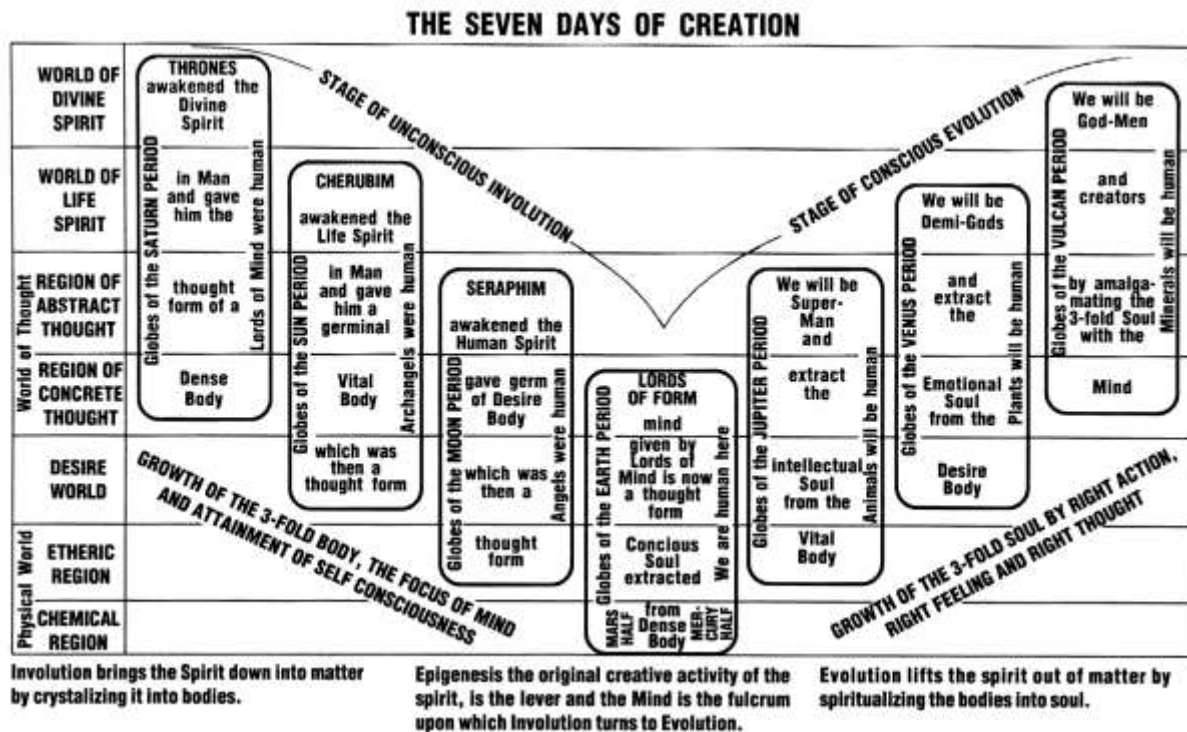 THE SEVEN DAYS OF CREATION
World of Thought
Physical World
WORLD OF
DIVINE
SPIRIT
WORLD OF
LIFE
SPIRIT
REGION OF
ABSTRACT
THOUGHT
REGION OF
CONCRETE
THOUGHT
DESIRE
WORLD
ETHERIC
REGION
CHEMICAL
REGION
Globes of the SATURN PERIOD
THRONES
awakened the
Divine
Spirit
in Man
and gave
him the
thought
form of a
Dense
Body
Lords of Mind were human
Globes of the SUN PERIOD
CHERUBIM
awakened the
Life Spirit
in Man
and gave
him a
germinal
Vital
Body
which was
then a
thought form
Archangels were human
Globes of the MOON PERIOD
SERAPHIM
awakened the
Human Spirit
gave germ
of Desire
Body
which was
then a
thought
form
Angels were human
Globes of the EARTH PERIOD
LORDS
OF FORM
mind
given by
Lords of
Mind is now
a thought
form
Concious
Soul
extracted
from
Dense
Body
MARS
HALF
MER-
CURY
HALF
We are human here
Globes of the JUPITER PERIOD
We will be
Super-
Man
and
extract
the
intellectual
Soul
from the
Vital
Body
Animals will be human
Globes of the VENUS PERIOD
We will be
Demi-Gods
and
extract
the
Emotional
Soul
from the
Desire
Body
Plants will be human
Globes of the VULCAN PERIOD
We will be
God-Men
and
creators
by amalga-
mating the
3-fold Soul
with the
Mind
Minerals will be human
STAGE OF UNCONSCIOUS INVOLUTION
STAGE OF CONSCIOUS EVOLUTION
GROWTH OF THE 3-FOLD BODY, THE FOCUS OF MIND
AND ATTAINMENT OF SELF CONSCIOUSNESS
GROWTH OF THE 3-FOLD SOUL BY RIGHT ACTION,
RIGHT FEELING AND RIGHT THOUGHT
Involution brings the Spirit down into matter
by crystalizing it into bodies.
Epigenesis the original creative activity of the
spirit, is the lever and the Mind is the fulcrum
upon which Involution turns to Evolution.
Evolution lifts the spirit out of matter by
spiritualizing the bodies into soul.